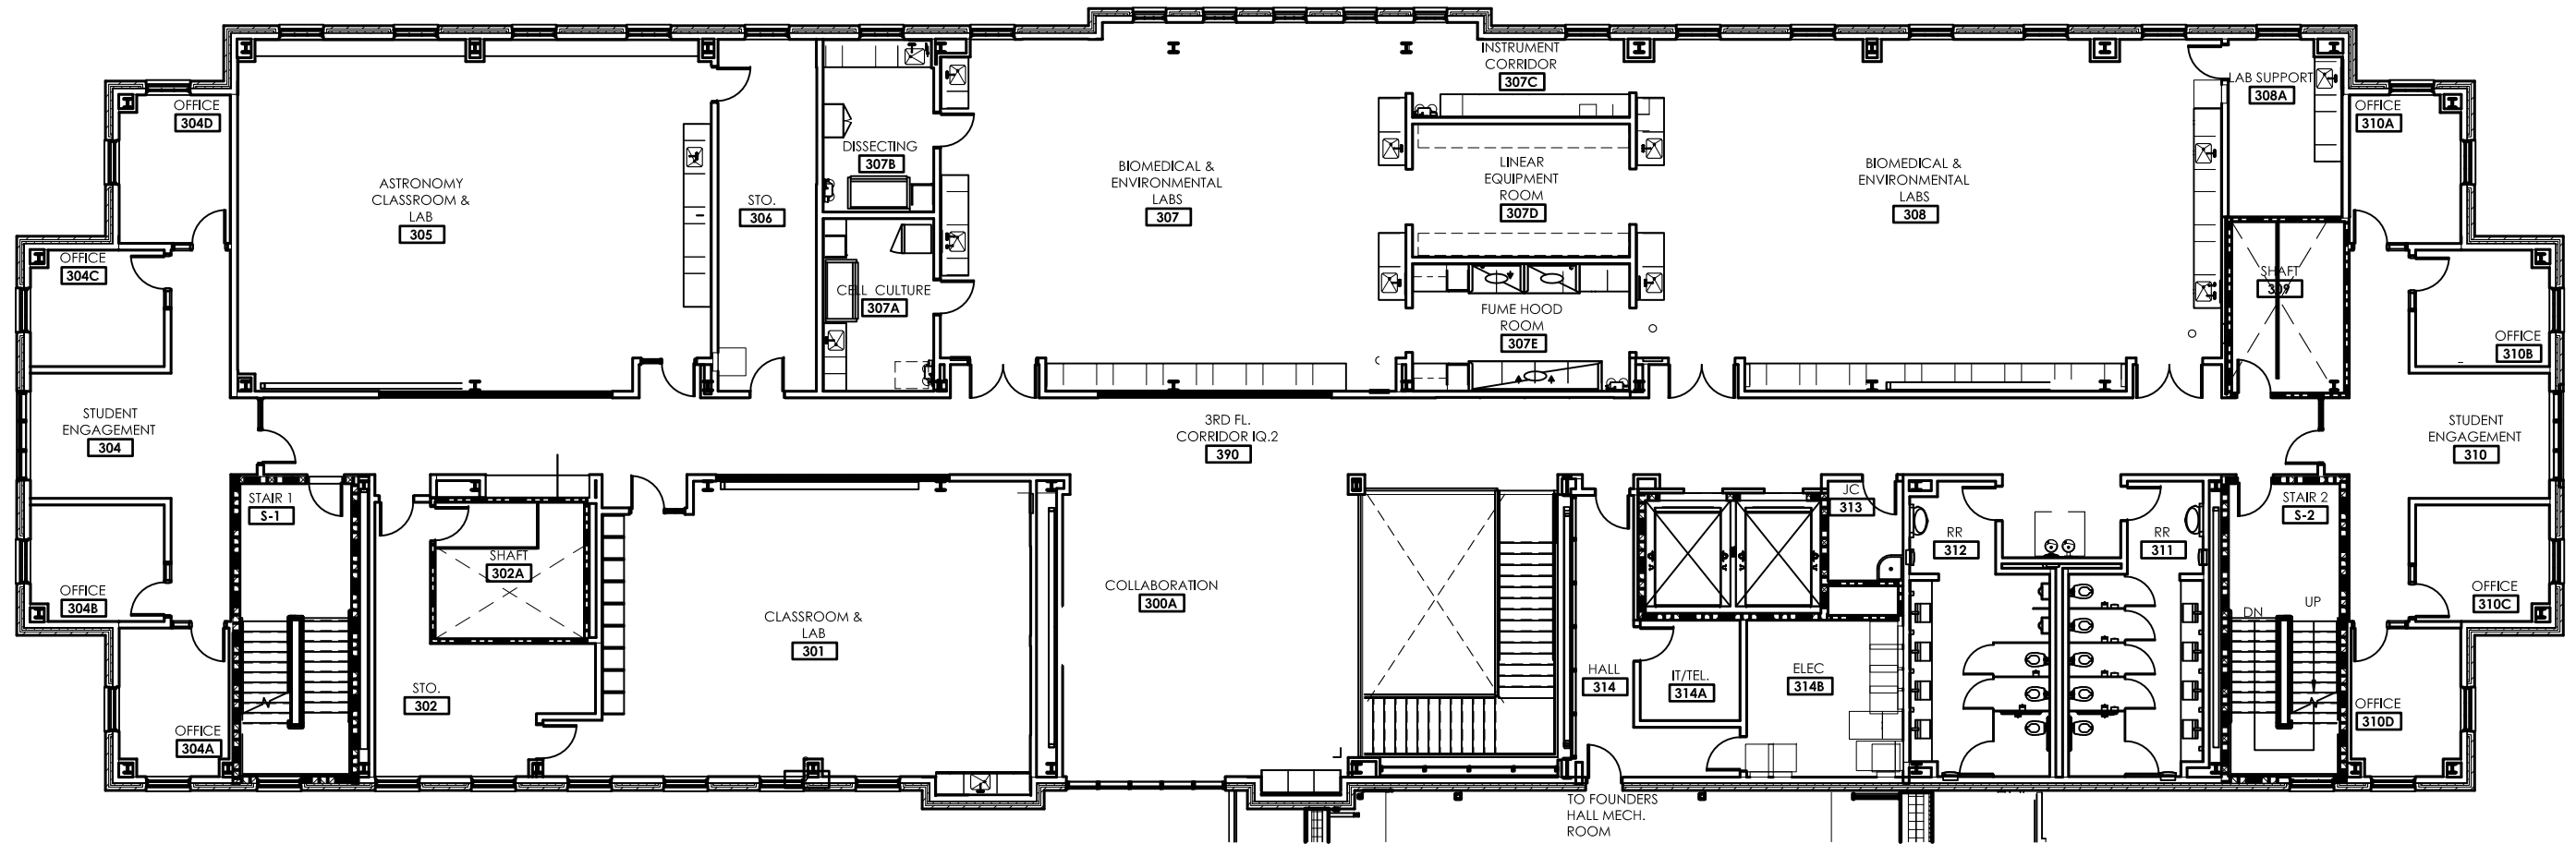 INSTRUMENT
CORRIDOR
307C
OFFICE
304D
LAB SUPPORT
308A
OFFICE
310A
DISSECTING
307B
BIOMEDICAL &
ENVIRONMENTAL
LABS
307
LINEAR
EQUIPMENT
ROOM
307D
BIOMEDICAL &
ENVIRONMENTAL
LABS
308
ASTRONOMY
CLASSROOM &
LAB
305
STO.
306
OFFICE
304C
CELL CULTURE
307A
FUME HOOD
ROOM
307E
SHAFT
309
OFFICE
310B
STUDENT
ENGAGEMENT
304
3RD FL.
CORRIDOR IQ.2
390
STUDENT
ENGAGEMENT
310
STAIR 1
S-1
JC
313
STAIR 2
S-2
RR
312
RR
311
SHAFT
302A
OFFICE
304B
COLLABORATION
300A
OFFICE
310C
DN
UP
CLASSROOM &
LAB
301
HALL
314
IT/TEL.
314A
ELEC
314B
STO.
302
OFFICE
304A
OFFICE
310D
TO FOUNDERS
HALL MECH.
ROOM